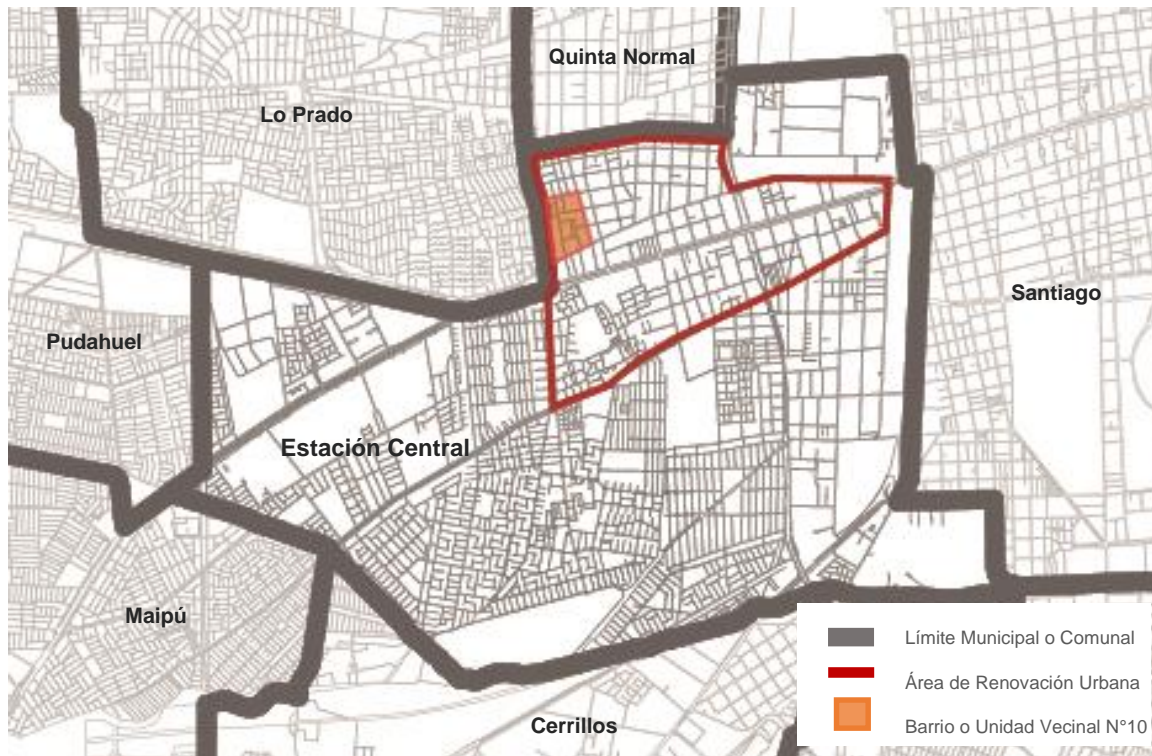 Quinta Normal
Lo Prado
Santiago
Pudahuel
Estación Central
Maipú
Límite Municipal o Comunal
Área de Renovación Urbana
Cerrillos
Barrio o Unidad Vecinal N°10